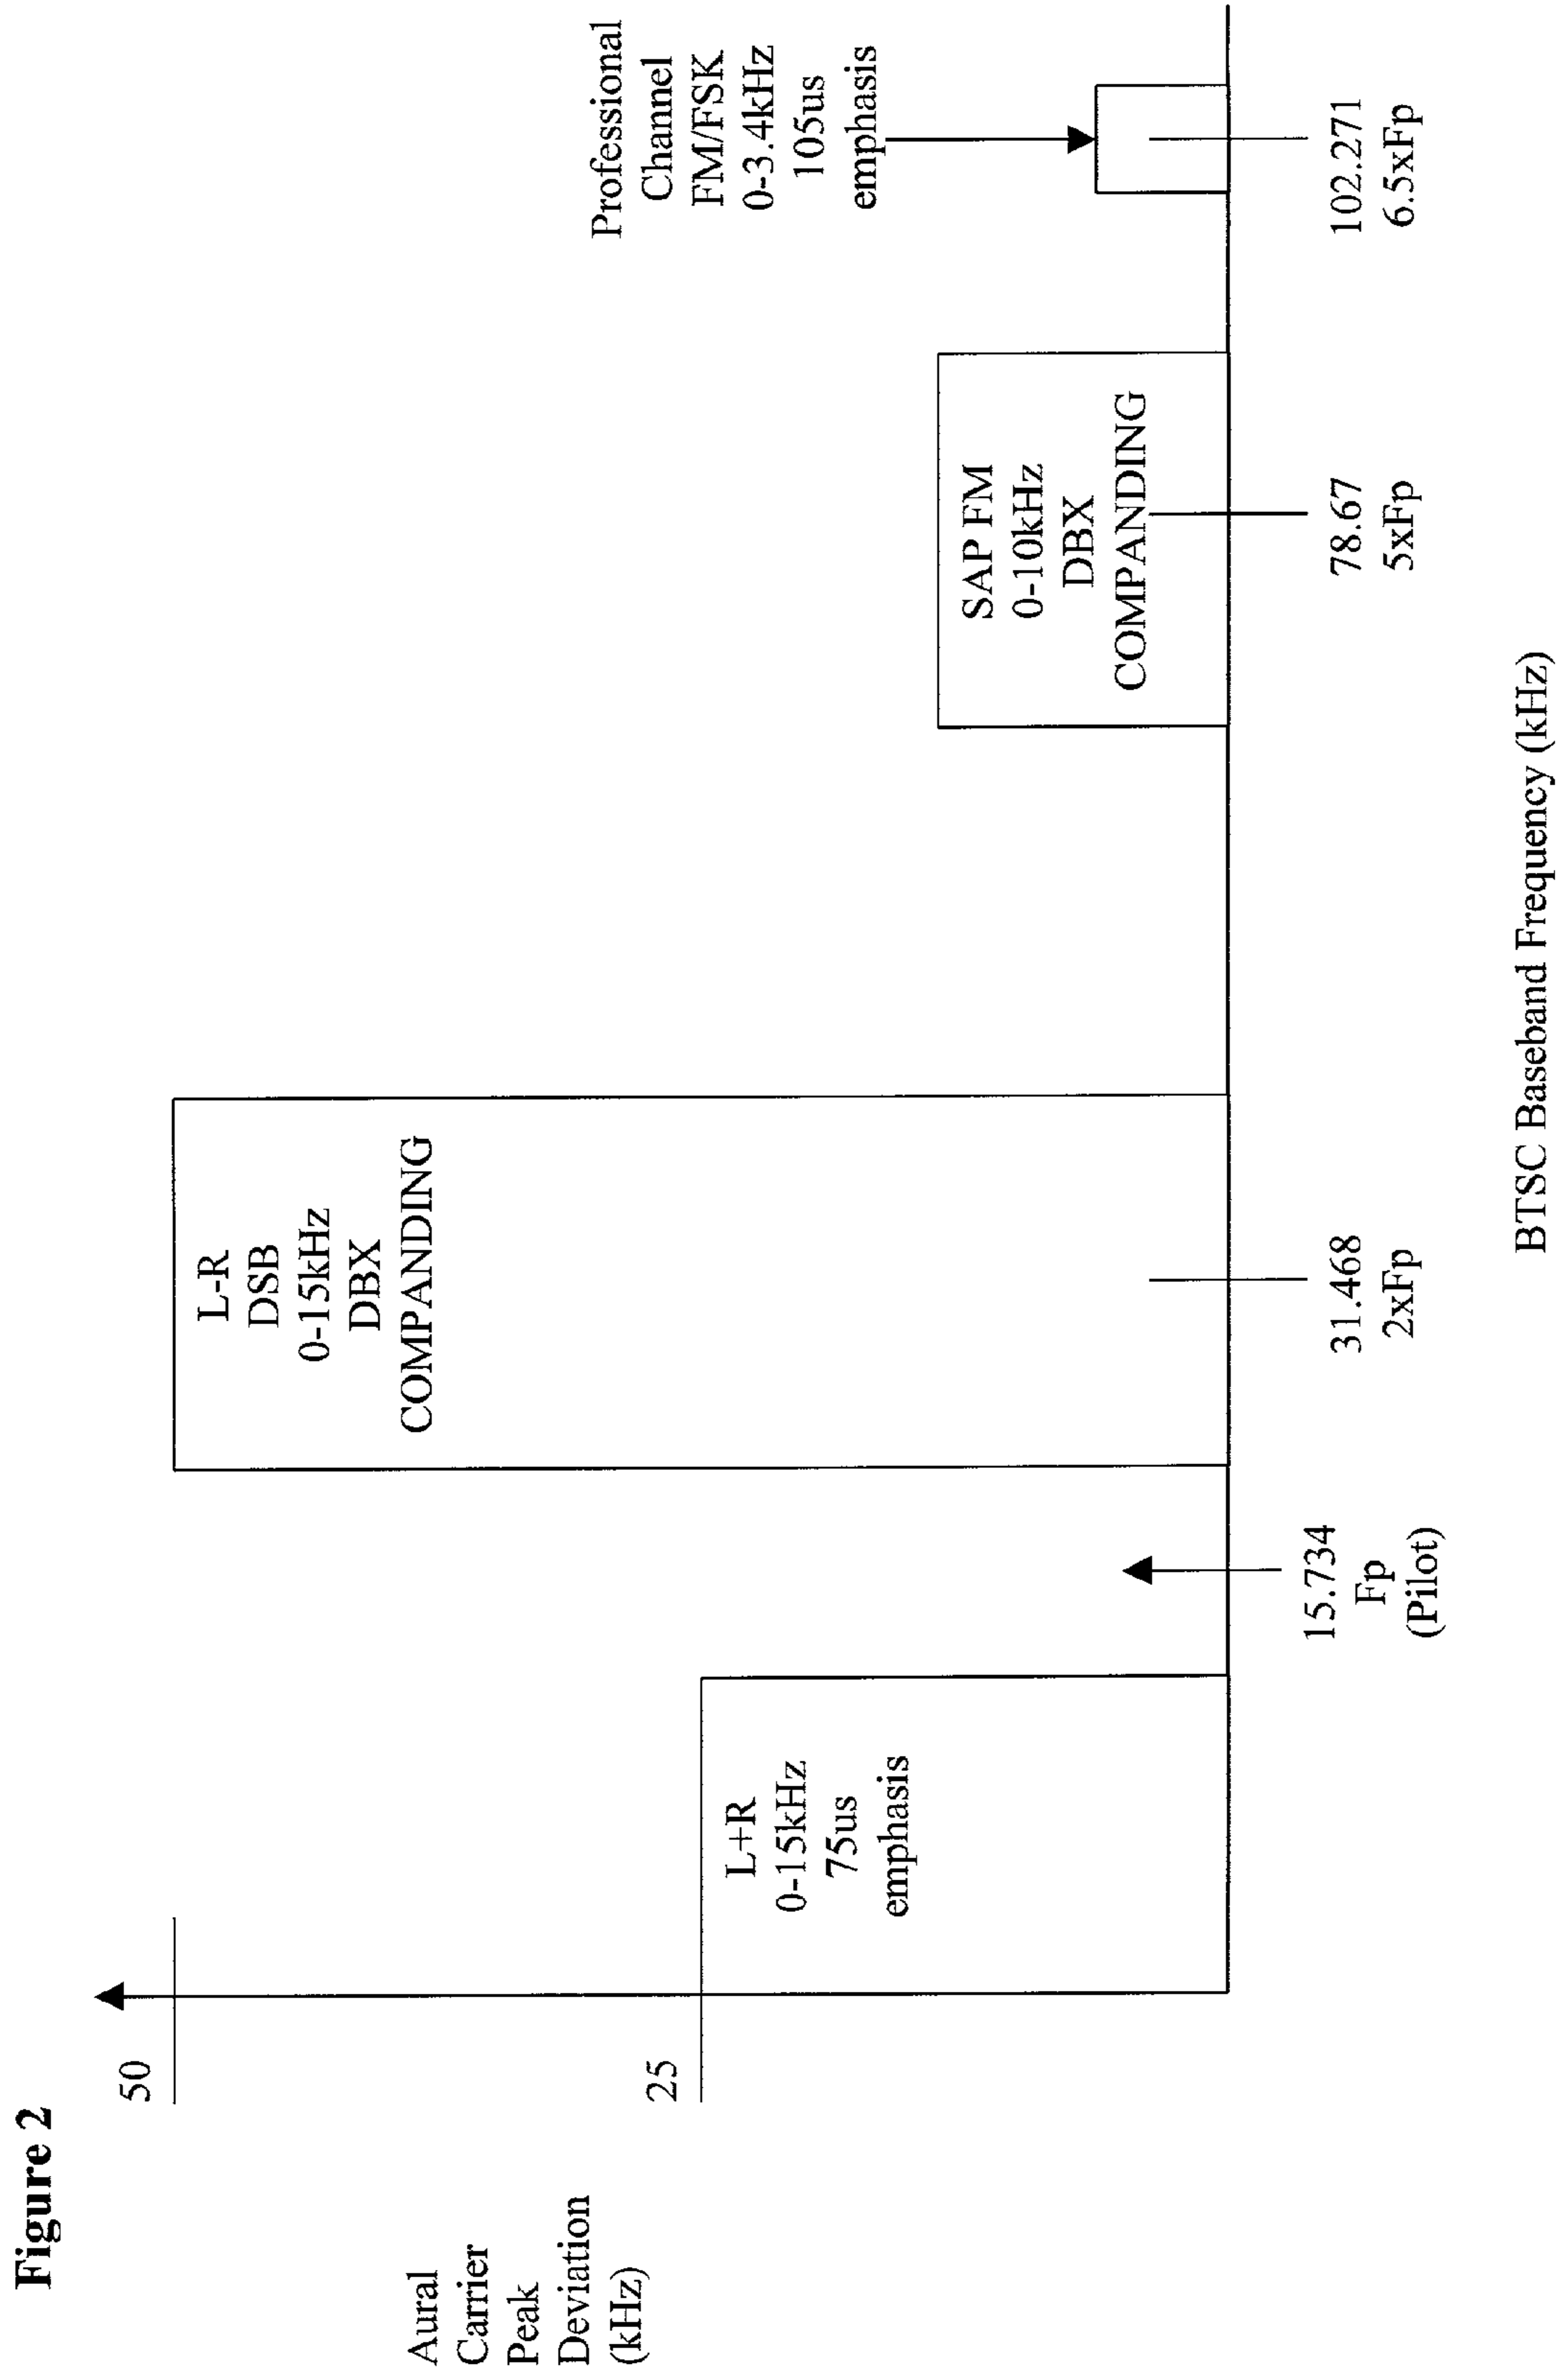 Figure 2
Aural
Carrier
Peak
Deviation
(kHz)
50
25
L+R
0-15kHz
75us
emphasis
L-R
DSB
0-15kHz
DBX
COMPANDING
SAP FM
0-10kHz
DBX
COMPANDING
Professional
Channel
FM/FSK
0-3.4kHz
105us
emphasis
15.734
Fp
(Pilot)
31.468
2xFp
78.67
5xFp
102.271
6.5xFp
BTSC Baseband Frequency (kHz)